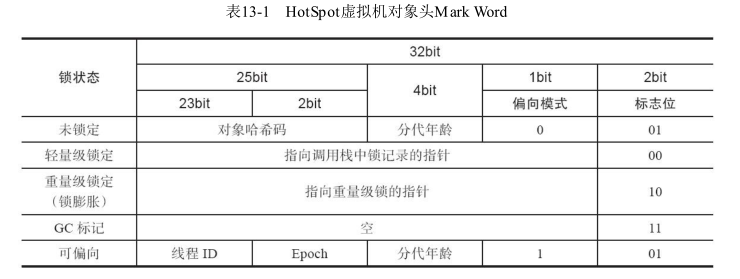 表13-1 HotSpot虚拟机对象头Mark Word
锁状态 32bit
25bit 4bit 1bit 2bit
23bit 2bit 偏向模式 标志位
未锁定 对象哈希码 分代年龄 0 01
轻量级锁定 指向调用栈中锁记录的指针 00
重量级锁定
（锁膨胀） 指向重量级锁的指针 10
GC 标记 空 11
可偏向 线程 ID Epoch 分代年龄 1 01